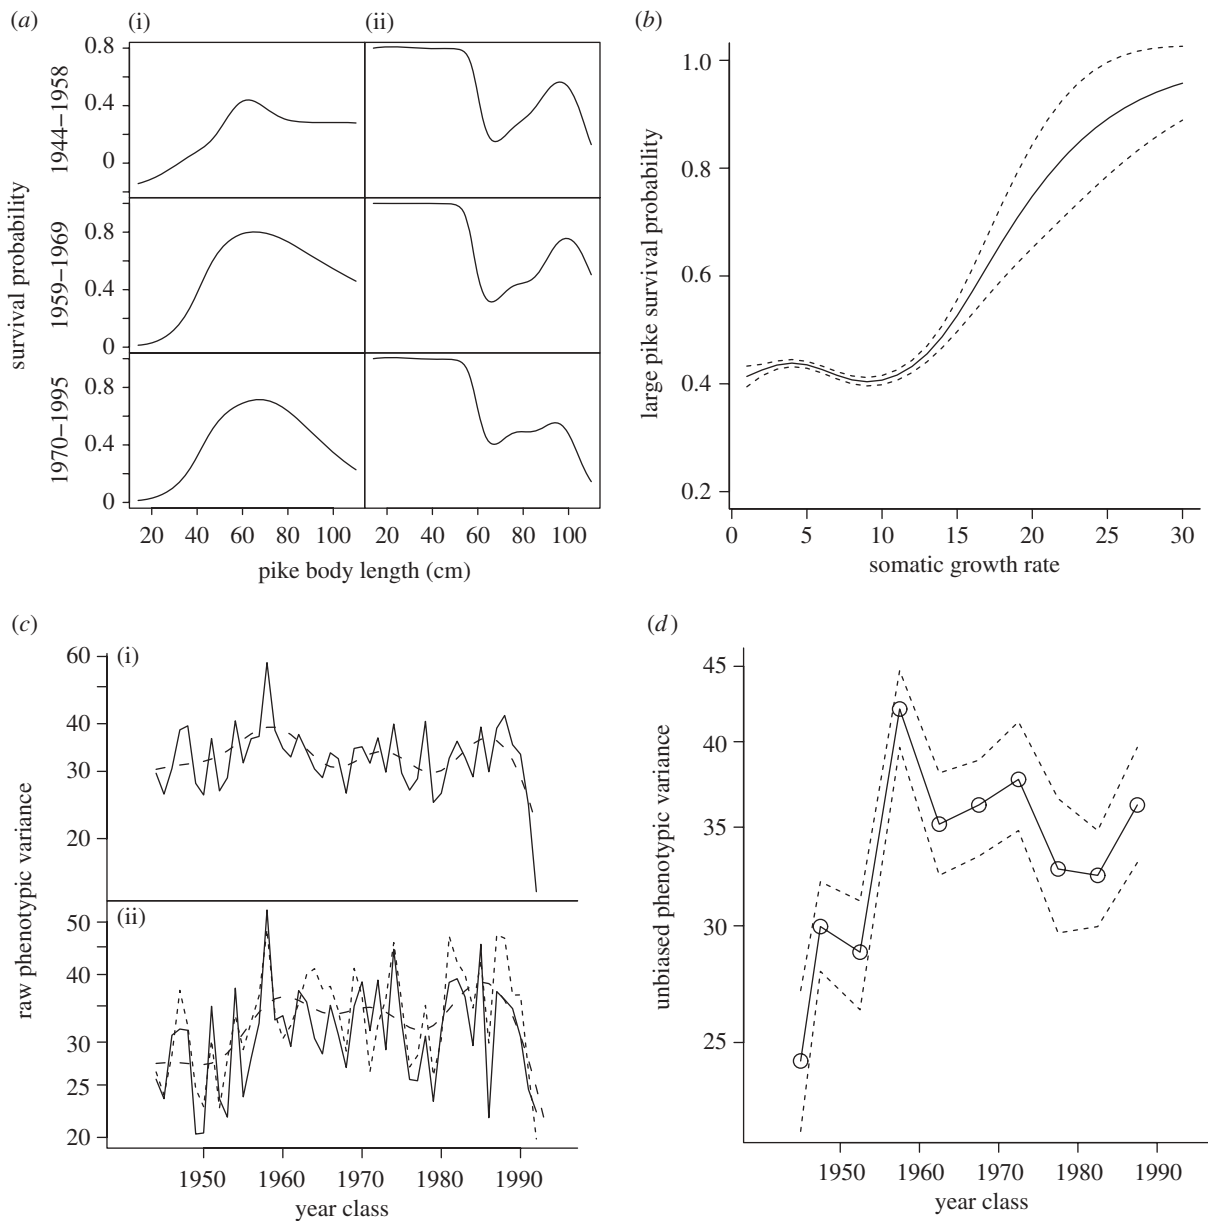 (a)
(i)
(ii)
survival probability
1944–1958
0.8
0.4
0
1959–1969
0.8
0.4
0
1970–1995
0.8
0.4
0
20 40 60 80 100 20 40 60 80 100
pike body length (cm)
(b)
large pike survival probability
1.0
0.8
0.6
0.4
0.2
0 5 10 15 20 25 30
somatic growth rate
(c)
raw phenotypic variance
(i)
60
40
30
20
(ii)
50
40
30
25
20
1950 1960 1970 1980 1990
year class
(d)
unbiased phenotypic variance
45
40
35
30
25
1950 1960 1970 1980 1990
year class